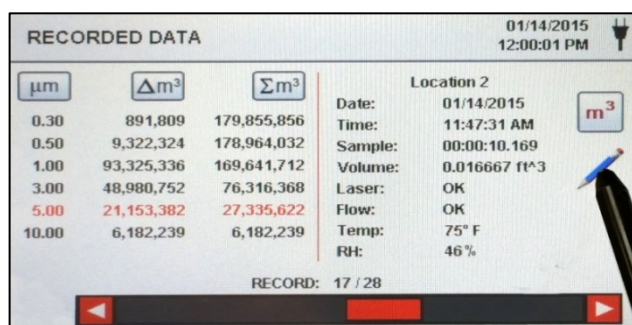 RECORDED DATA
01/14/2015
12:00:01 PM
µm Δm³ Σm³
0.30 891,809 179,855,856
0.50 9,322,324 178,964,032
1.00 93,325,336 169,641,712
3.00 48,980,752 76,316,368
5.00 21,153,382 27,335,622
10.00 6,182,239 6,182,239
Location 2
Date: 01/14/2015
Time: 11:47:31 AM
Sample: 00:00:10.169
Volume: 0.016667 ft^3
Laser: OK
Flow: OK
Temp: 75° F
RH: 46%
m³
RECORD: 17 / 28